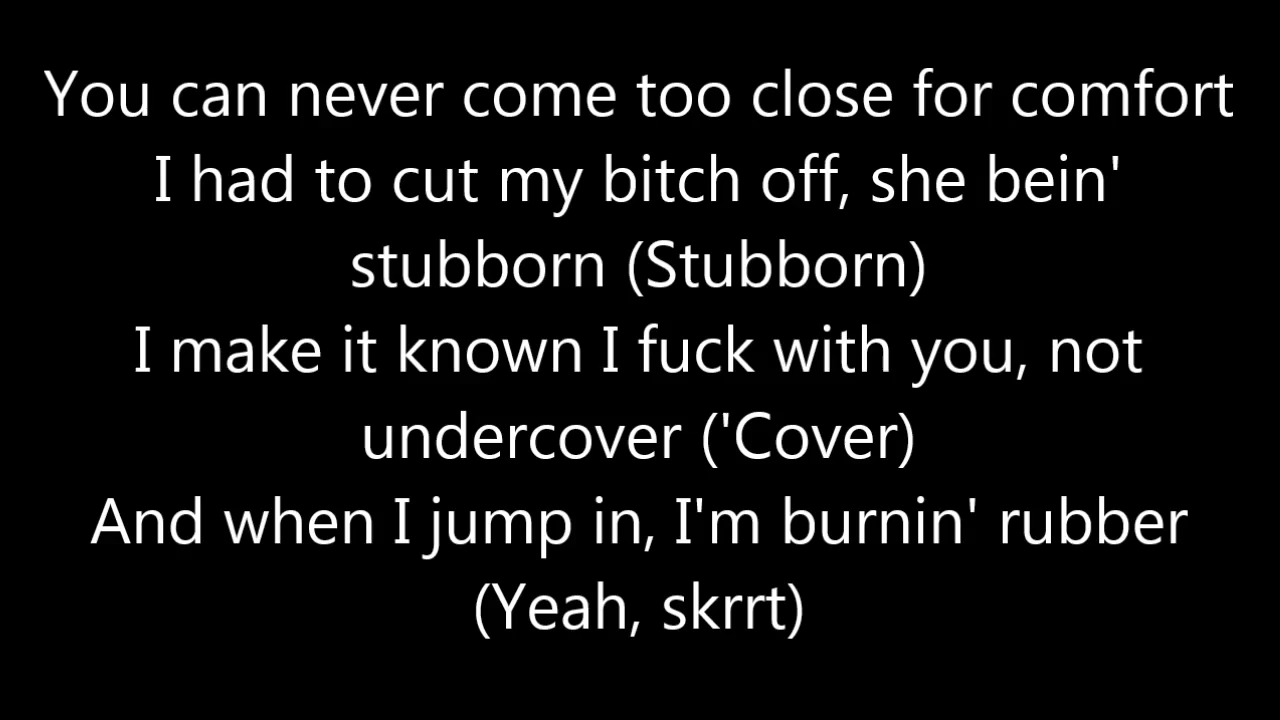 You can never come too close for comfort
I had to cut my bitch off, she bein'
stubborn (Stubborn)
I make it known I fuck with you, not
undercover ('Cover)
And when I jump in, I'm burnin' rubber
(Yeah, skrrt)